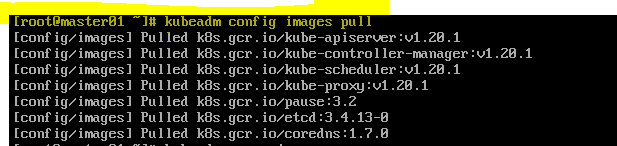 [root@master01 ~]# kubeadm config images pull
[config/images] Pulled k8s.gcr.io/kube-apiserver:v1.20.1
[config/images] Pulled k8s.gcr.io/kube-controller-manager:v1.20.1
[config/images] Pulled k8s.gcr.io/kube-scheduler:v1.20.1
[config/images] Pulled k8s.gcr.io/kube-proxy:v1.20.1
[config/images] Pulled k8s.gcr.io/pause:3.2
[config/images] Pulled k8s.gcr.io/etcd:3.4.13-0
[config/images] Pulled k8s.gcr.io/coredns:1.7.0